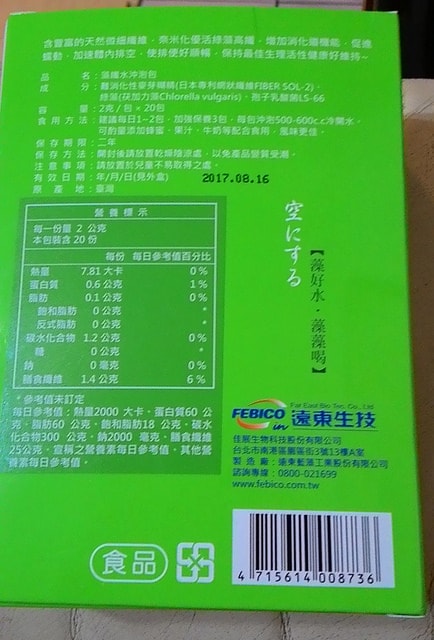 含豐富的天然微細纖維,奈米化優活綠藻高纖,增加消化道機能,促進
蠕動,加速體內排空,使排便好順暢,保持最佳生理活性健康好維持~
品名:藻纖水沖泡包
成分:難消化性麥芽糊精(日本專利網狀纖維FIBER SOL-2)、
綠藻(茯加力藻Chlorella vulgaris)、孢子乳酸菌LS-66
容量:2克/包×20包
食用方法:建議每日1~2包,加強保養3包,每包沖泡500-600c.c冷開水。
可酌量添加蜂蜜,果汁,牛奶等配合食用,風味更佳。
保存期限:二年
保存方法:開封後請放置乾燥陰涼處,以免產品變質受潮。
注意事項:請放置於兒童不易取得之處。
有效日期:年/月/日(見外盒) 2017.08.16
原產地:臺灣
營養標示
每一份量 2 公克
本包裝含 20份
每份 每日參考值百分比
熱量 7.81 大卡 0%
蛋白質 0.6 公克 1%
脂肪 0.1 公克 0%
飽和脂肪 0 公克 *
反式脂肪 0 公克 *
碳水化合物 1.2 公克 0%
糖 0 公克 *
鈉 0 毫克 0%
膳食纖維 1.4 公克 6%
*參考值未訂定
每日參考值:熱量2000 大卡、蛋白質60 公
克、脂肪60 公克、飽和脂肪18 公克、碳水
化合物300 公克、鈉2000 毫克、膳食纖維
25公克、宣稱之營養素每日參考值,其他營
養素每日參考值。
空にする
【藻好水・藻藻喝】
Far East Bio Tec. Co., Ltd.
FEBICO in 遠東生技
佳展生物科技股份有限公司
台北市南港區園區街3號13樓A室
製造廠:遠東藍藻工業股份有限公司
諮詢專線:0800-021699
www.febico.com.tw
食品
4 715614 008736